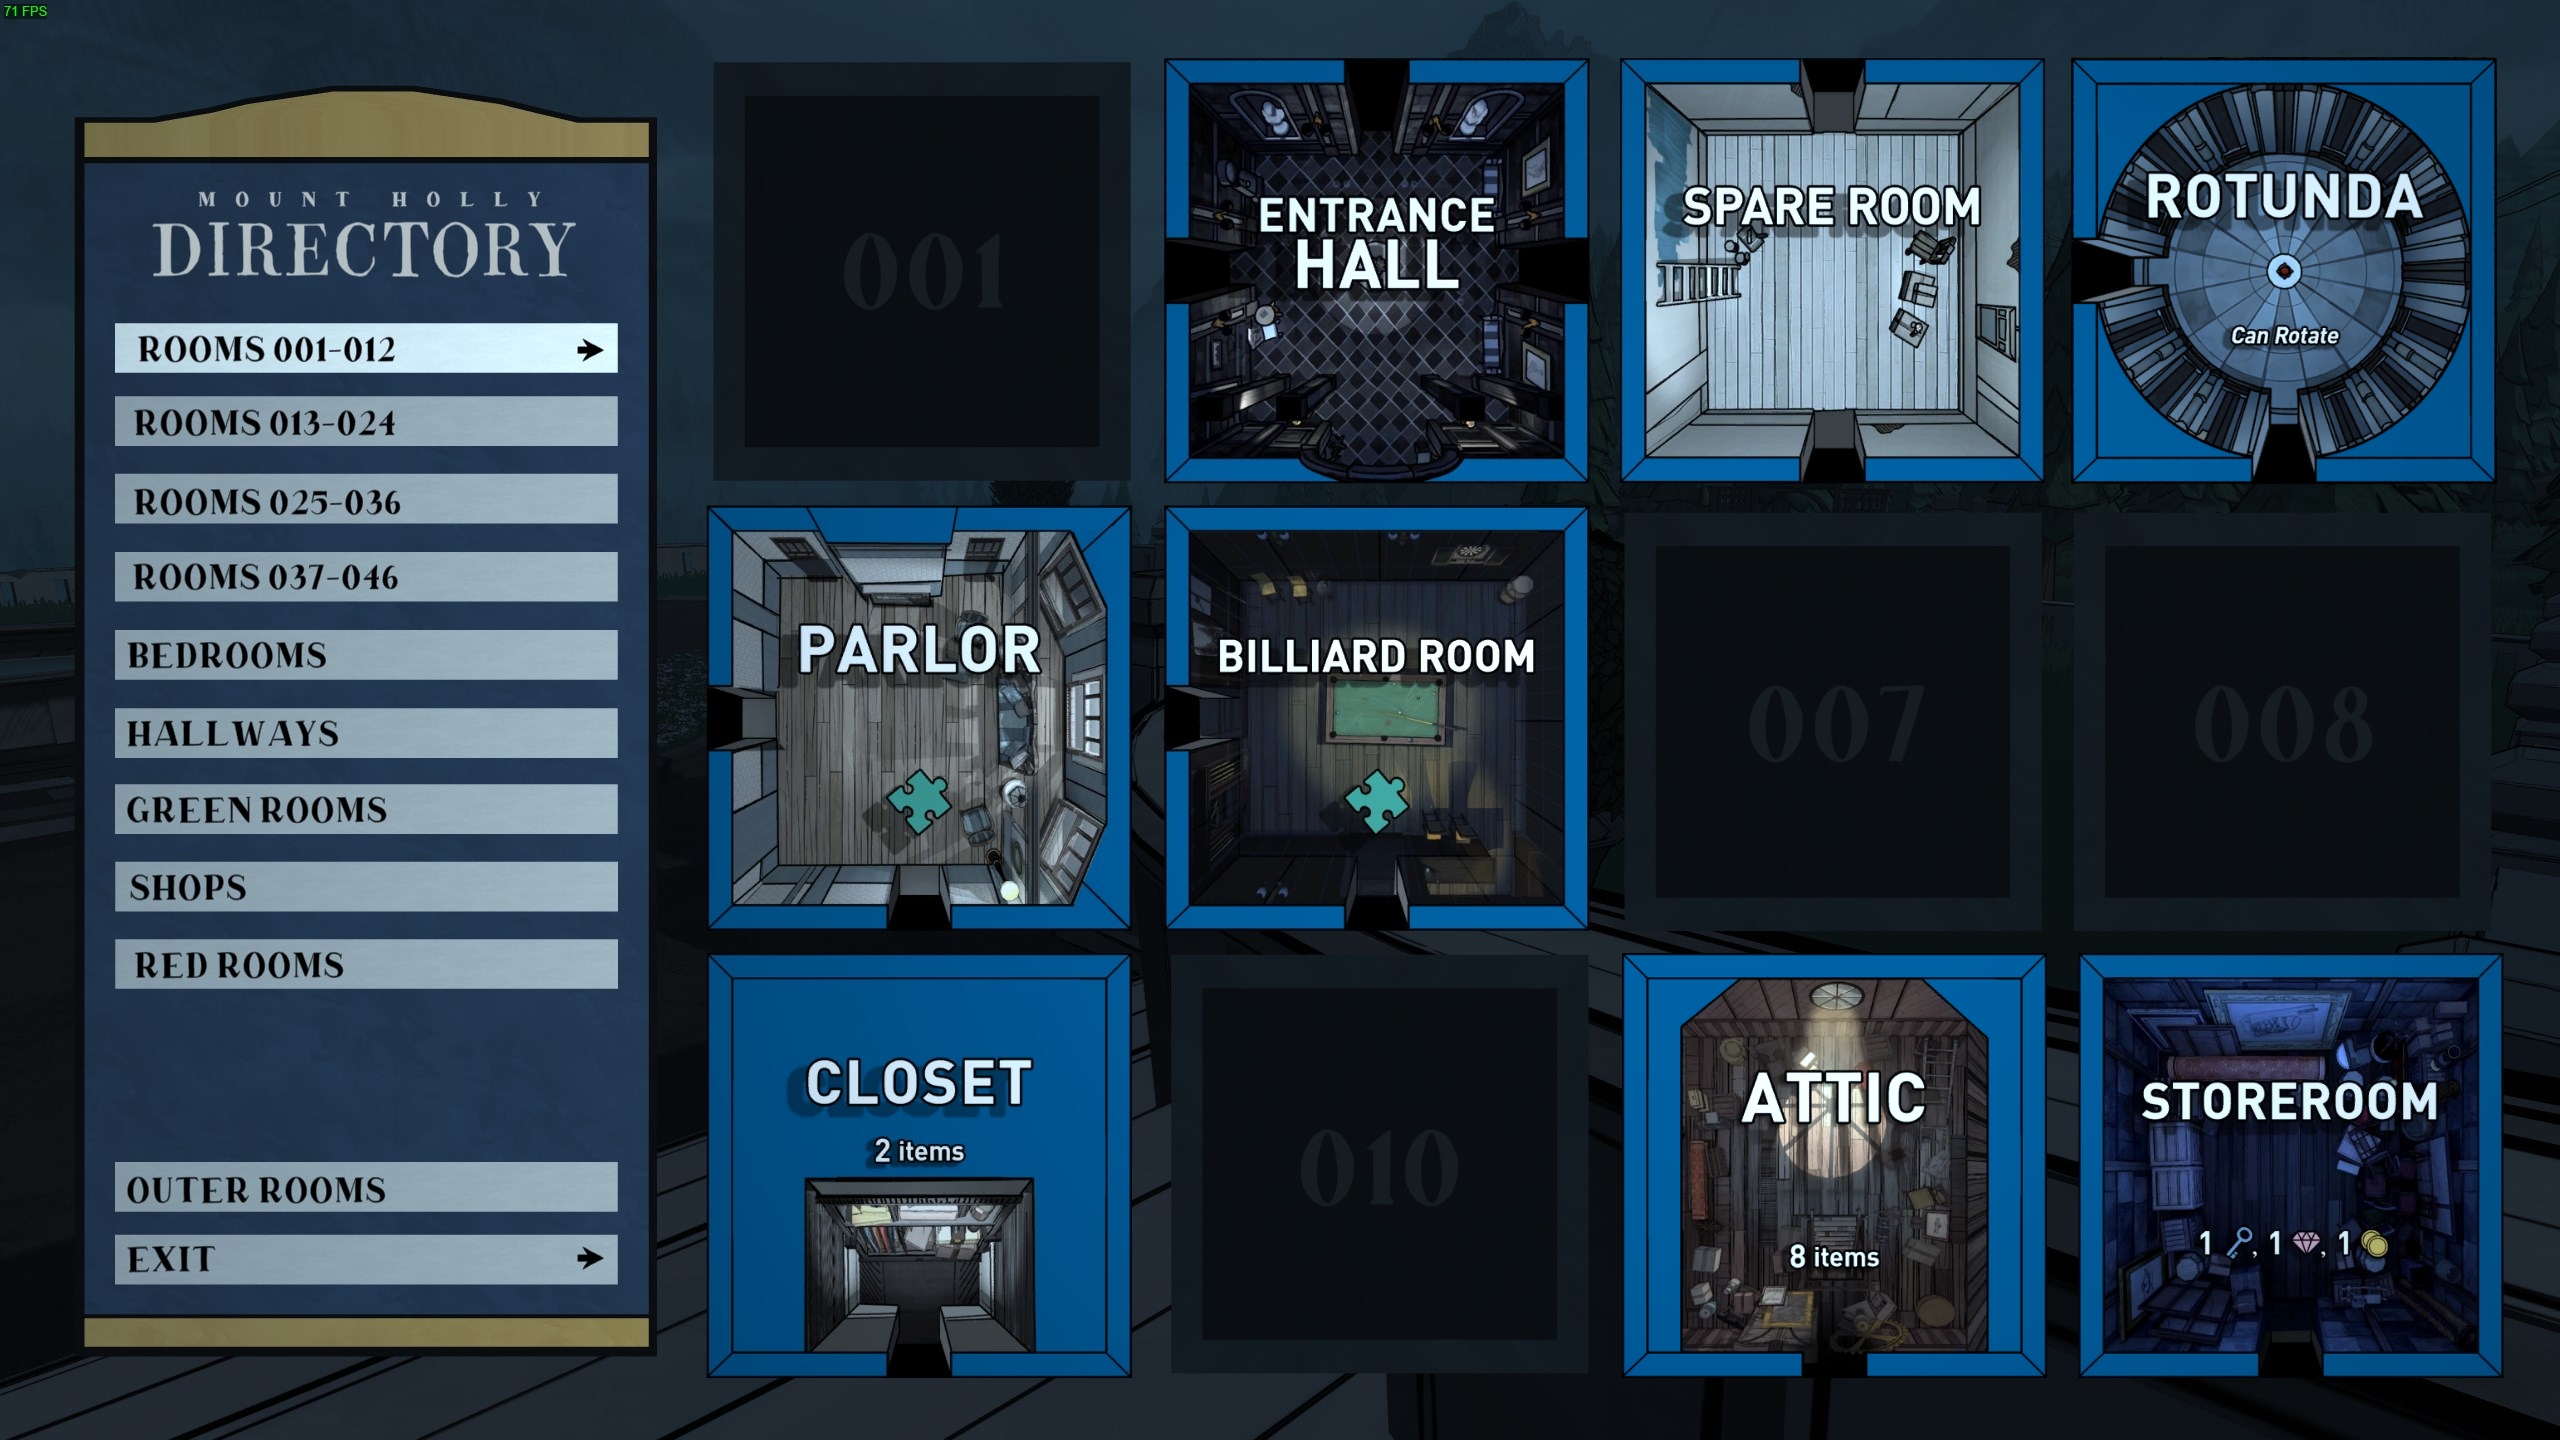 71 FPS
MOUNT HOLLY
DIRECTORY
ROOMS 001-012
ROOMS 013-024
ROOMS 025-036
ROOMS 037-046
BEDROOMS
HALLWAYS
GREEN ROOMS
SHOPS
RED ROOMS
OUTER ROOMS
EXIT
001
ENTRANCE
HALL
SPARE ROOM
ROTUNDA
Can Rotate
PARLOR
BILLIARD ROOM
007
008
CLOSET
2 items
010
ATTIC
8 items
STOREROOM
1 , 1 , 1